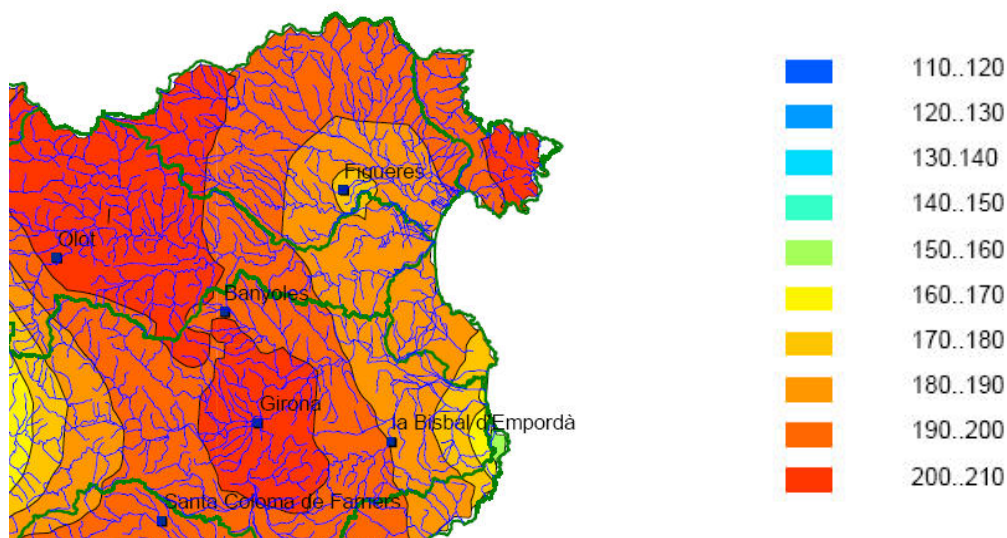 Figueres
Olot
Banyoles
Girona
la Bisbal d'Empordà
Santa Coloma de Farners
110..120
120..130
130.140
140..150
150..160
160..170
170..180
180..190
190..200
200..210